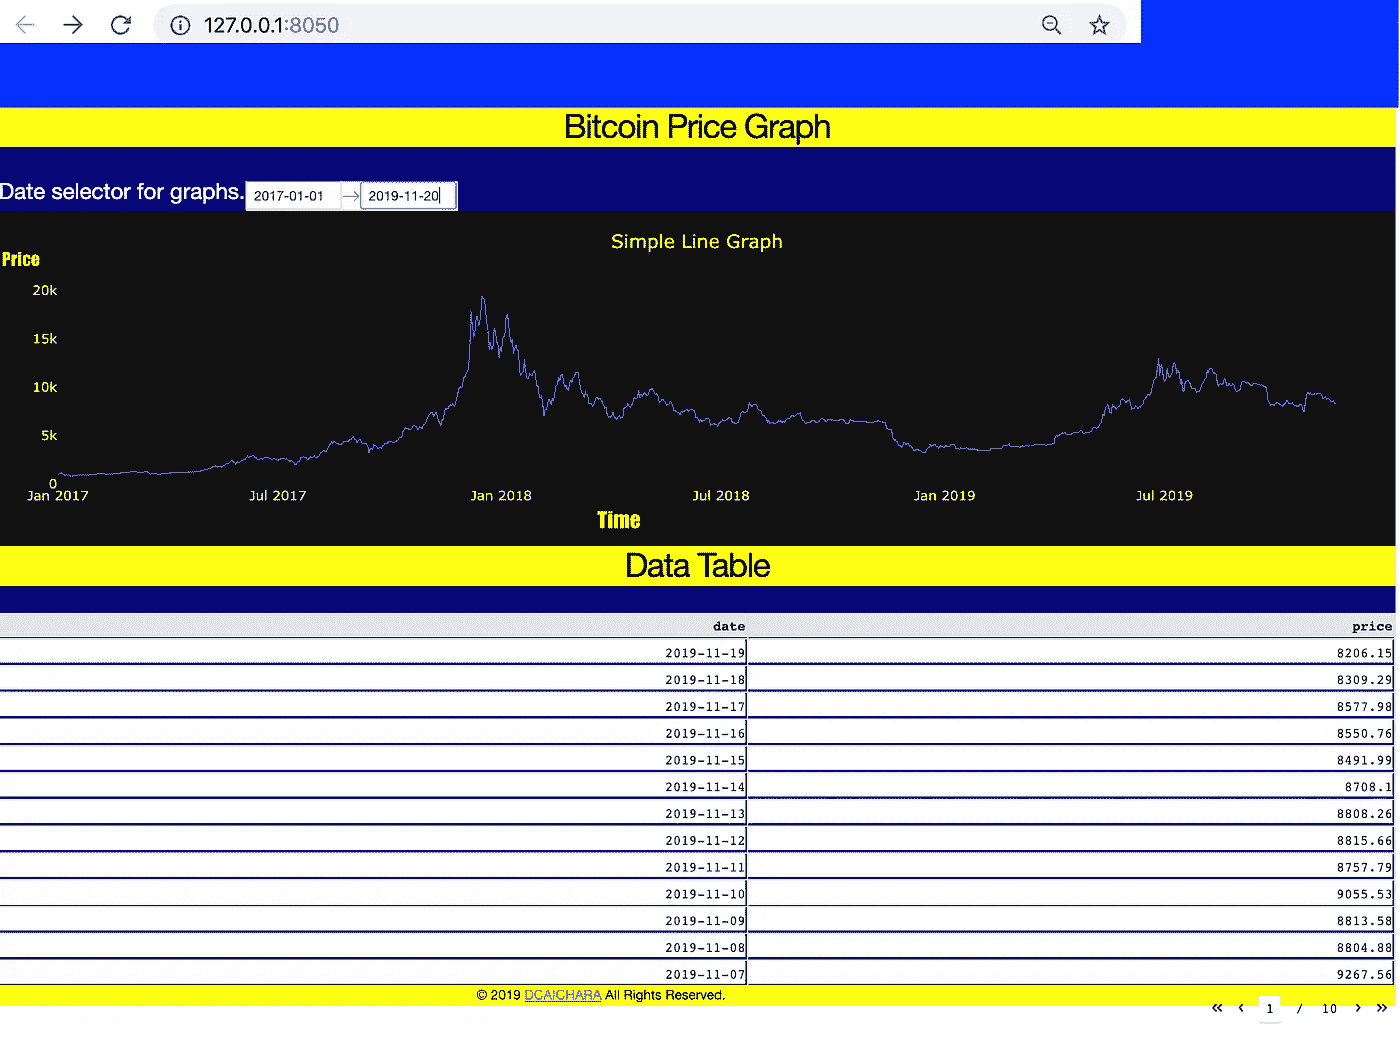 127.0.0.1:8050
Bitcoin Price Graph
Date selector for graphs. 2017-01-01 → 2019-11-20
Simple Line Graph
Price
20k
15k
10k
5k
0
Jan 2017 Jul 2017 Jan 2018 Jul 2018 Jan 2019 Jul 2019
Time
Data Table
date price
2019-11-19 8206.15
2019-11-18 8309.29
2019-11-17 8577.98
2019-11-16 8550.76
2019-11-15 8491.99
2019-11-14 8708.1
2019-11-13 8808.26
2019-11-12 8815.66
2019-11-11 8757.79
2019-11-10 9055.53
2019-11-09 8813.58
2019-11-08 8804.88
2019-11-07 9267.56
© 2019 DCAICHARA All Rights Reserved.
« ‹ 1 / 10 › »